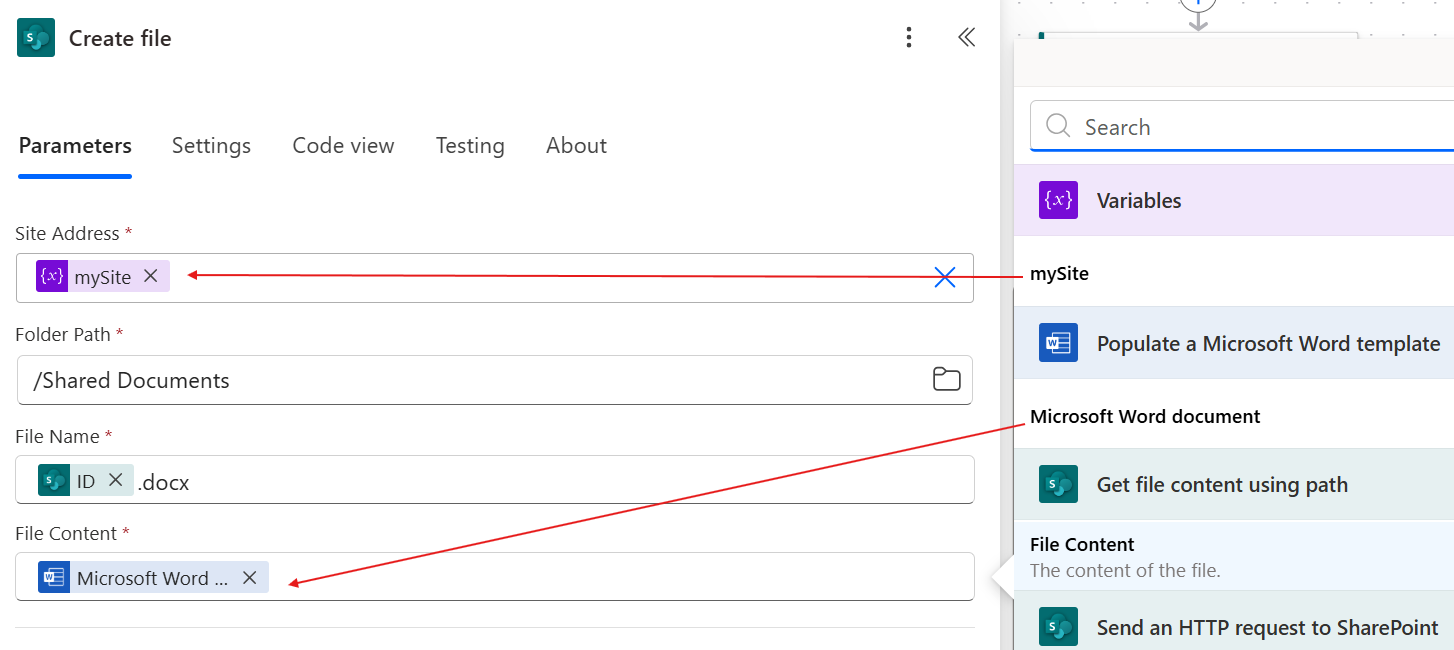 Create file
Parameters
Settings
Code view
Testing
About
Site Address *
{x} mySite
Folder Path *
/Shared Documents
File Name *
ID .docx
File Content *
Microsoft Word ...
Search
{x} Variables
mySite
Populate a Microsoft Word template
Microsoft Word document
Get file content using path
File Content
The content of the file.
Send an HTTP request to SharePoint